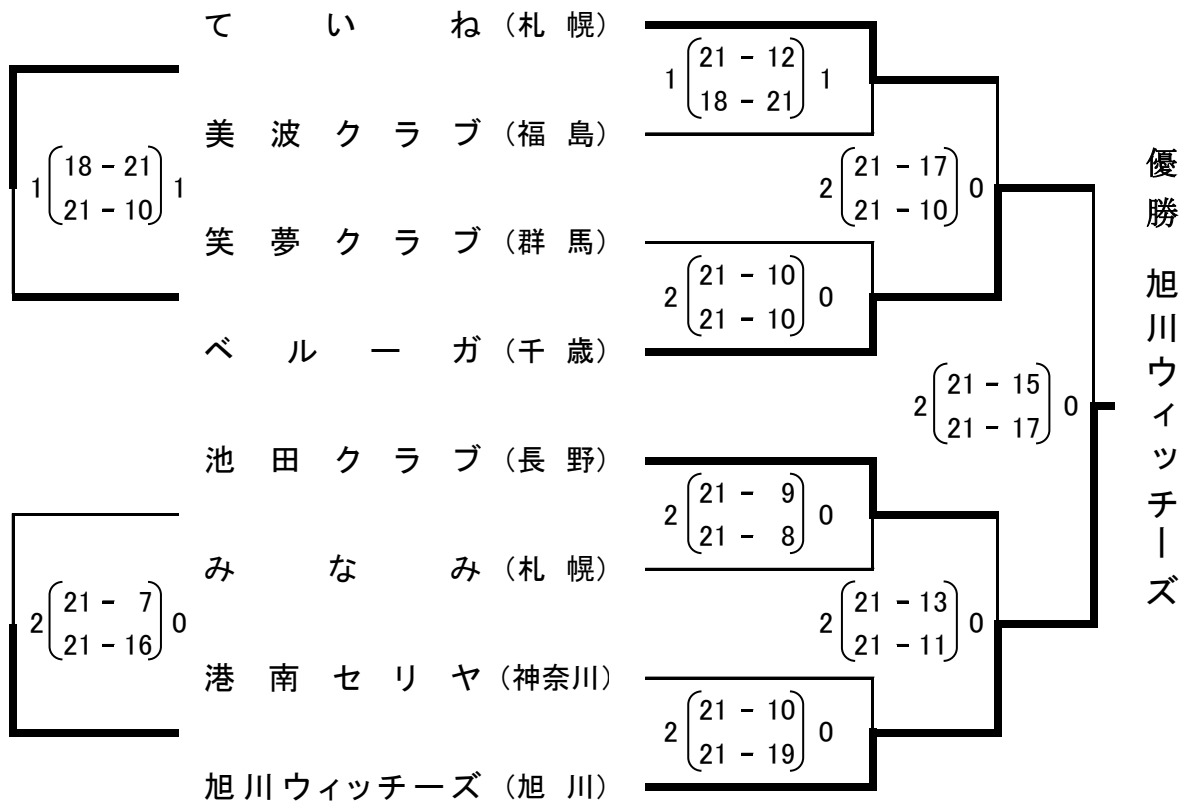 ていね（札幌）
1 21 - 12 1
18 - 21
美波クラブ（福島）
1 18 - 21 1
21 - 10
2 21 - 17 0
21 - 10
笑夢クラブ（群馬）
2 21 - 10 0
21 - 10
ベルーガ（千歳）
2 21 - 15 0
21 - 17
池田クラブ（長野）
2 21 - 9 0
21 - 8
みなみ（札幌）
2 21 - 7 0
21 - 16
2 21 - 13 0
21 - 11
港南セリヤ（神奈川）
2 21 - 10 0
21 - 19
旭川ウィッチーズ（旭川）
優勝 旭川ウィッチーズ